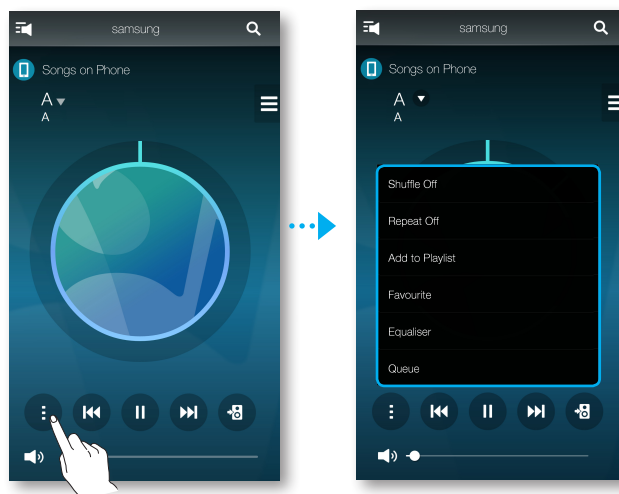 samsung
Songs on Phone
A
A
samsung
Songs on Phone
A
A
Shuffle Off
Repeat Off
Add to Playlist
Favourite
Equaliser
Queue